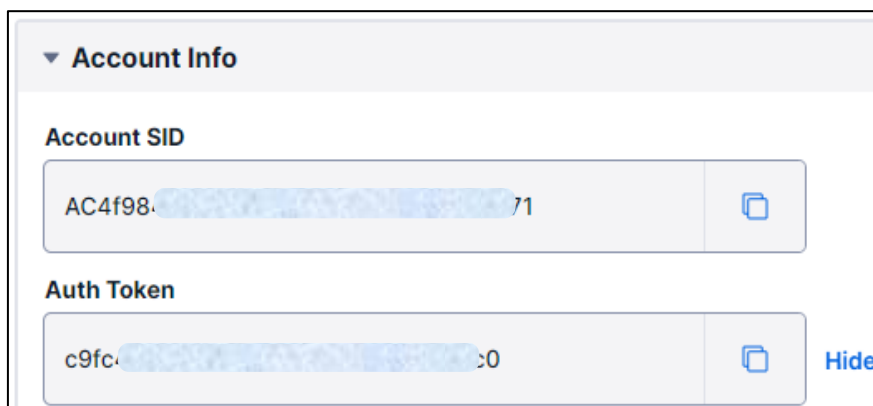 Account Info
Account SID
AC4f98 71
Auth Token
c9fc c0 Hide